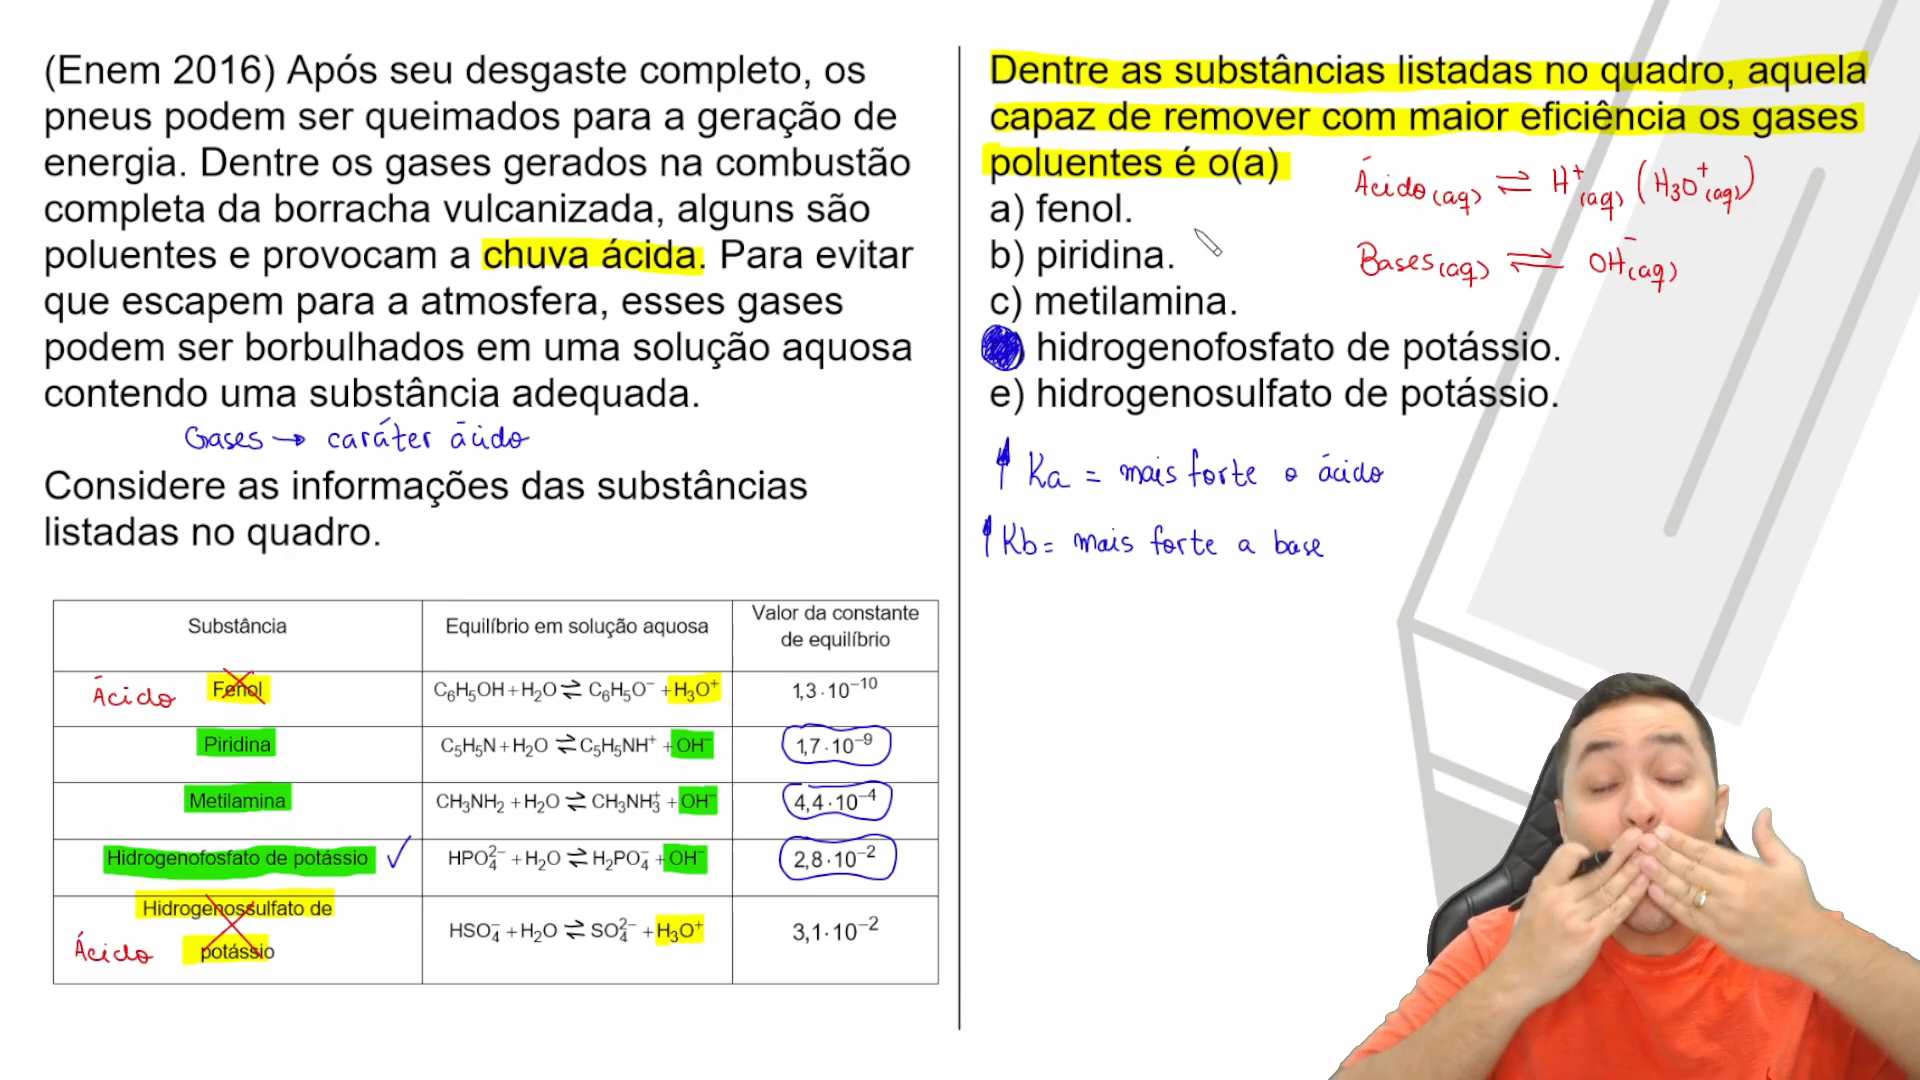 (Enem 2016) Após seu desgaste completo, os
pneus podem ser queimados para a geração de
energia. Dentre os gases gerados na combustão
completa da borracha vulcanizada, alguns são
poluentes e provocam a chuva ácida. Para evitar
que escapem para a atmosfera, esses gases
podem ser borbulhados em uma solução aquosa
contendo uma substância adequada.
Gases → caráter ácido
Considere as informações das substâncias
listadas no quadro.
Substância Equilíbrio em solução aquosa Valor da constante de equilíbrio
Ácido Fenol C₆H₅OH + H₂O ⇌ C₆H₅O⁻ + H₃O⁺ 1,3·10⁻¹⁰
Piridina C₅H₅N + H₂O ⇌ C₅H₅NH⁺ + OH⁻ 1,7·10⁻⁹
Metilamina CH₃NH₂ + H₂O ⇌ CH₃NH₃⁺ + OH⁻ 4,4·10⁻⁴
Hidrogenofosfato de potássio ✓ HPO₄²⁻ + H₂O ⇌ H₂PO₄⁻ + OH⁻ 2,8·10⁻²
Hidrogenossulfato de
Ácido potássio HSO₄⁻ + H₂O ⇌ SO₄²⁻ + H₃O⁺ 3,1·10⁻²
Dentre as substâncias listadas no quadro, aquela
capaz de remover com maior eficiência os gases
poluentes é o(a)
Ácido(aq) ⇌ H⁺(aq) (H₃O⁺(aq))
a) fenol.
b) piridina.
Bases(aq) ⇌ OH⁻(aq)
c) metilamina.
hidrogenofosfato de potássio.
e) hidrogenosulfato de potássio.
↑ Ka = mais forte o ácido
↑ Kb = mais forte a base